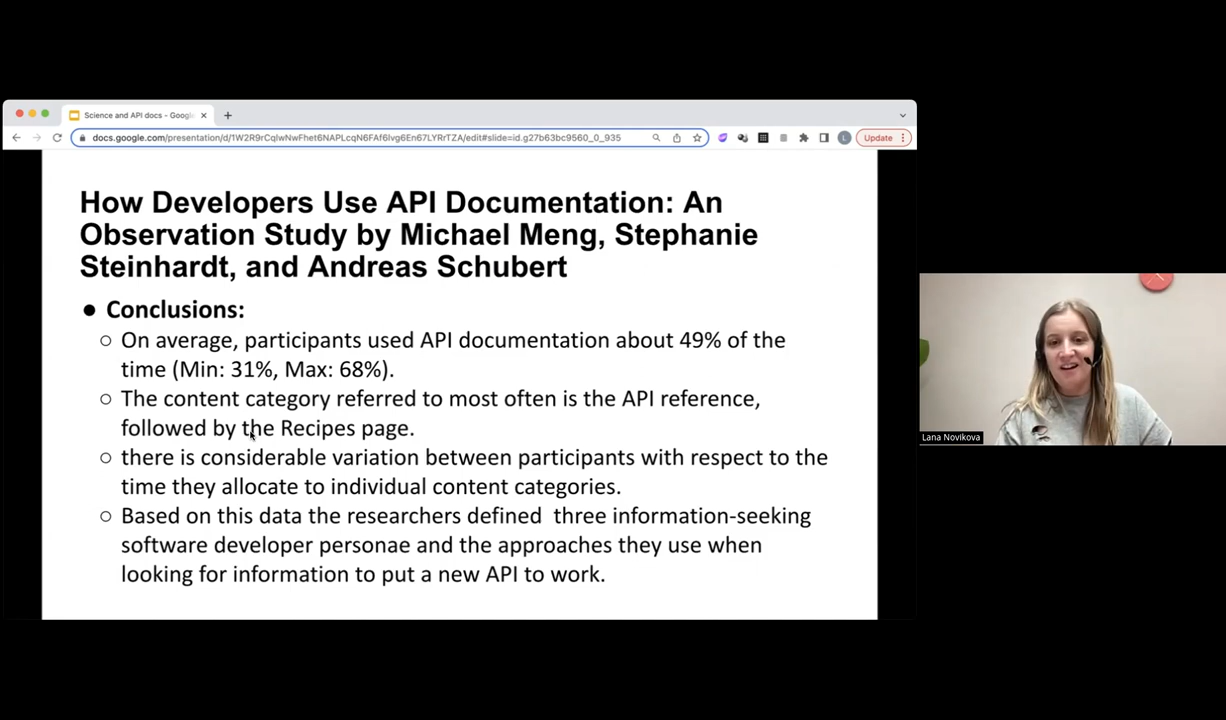 Science and API docs - Google
docs.google.com/presentation/d/1W2R9rCqlwNwFhet6NAPLcqN6FAf6lvg6En67LYRrTZA/edit#slide=id.g27b63bc9560_0_935
L
Update
How Developers Use API Documentation: An
Observation Study by Michael Meng, Stephanie
Steinhardt, and Andreas Schubert
● Conclusions:
○ On average, participants used API documentation about 49% of the
time (Min: 31%, Max: 68%).
○ The content category referred to most often is the API reference,
followed by the Recipes page.
○ there is considerable variation between participants with respect to the
time they allocate to individual content categories.
○ Based on this data the researchers defined  three information-seeking
software developer personae and the approaches they use when
looking for information to put a new API to work.
Lana Novikova